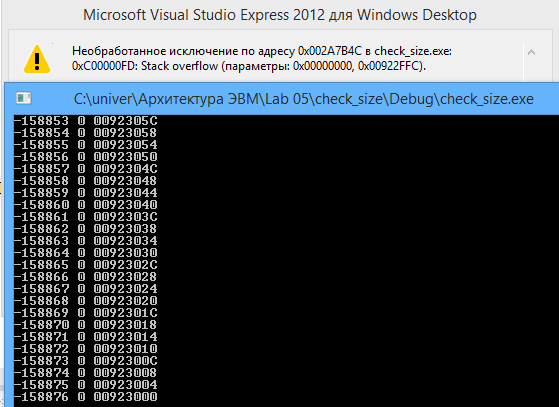 Microsoft Visual Studio Express 2012 для Windows Desktop
Необработанное исключение по адресу 0x002A7B4C в check_size.exe:
0xC00000FD: Stack overflow (параметры: 0x00000000, 0x00922FFC).
C:\univer\Архитектура ЭВМ\Lab 05\check_size\Debug\check_size.exe
-158853 0 0092305C
-158854 0 00923058
-158855 0 00923054
-158856 0 00923050
-158857 0 0092304C
-158858 0 00923048
-158859 0 00923044
-158860 0 00923040
-158861 0 0092303C
-158862 0 00923038
-158863 0 00923034
-158864 0 00923030
-158865 0 0092302C
-158866 0 00923028
-158867 0 00923024
-158868 0 00923020
-158869 0 0092301C
-158870 0 00923018
-158871 0 00923014
-158872 0 00923010
-158873 0 0092300C
-158874 0 00923008
-158875 0 00923004
-158876 0 00923000